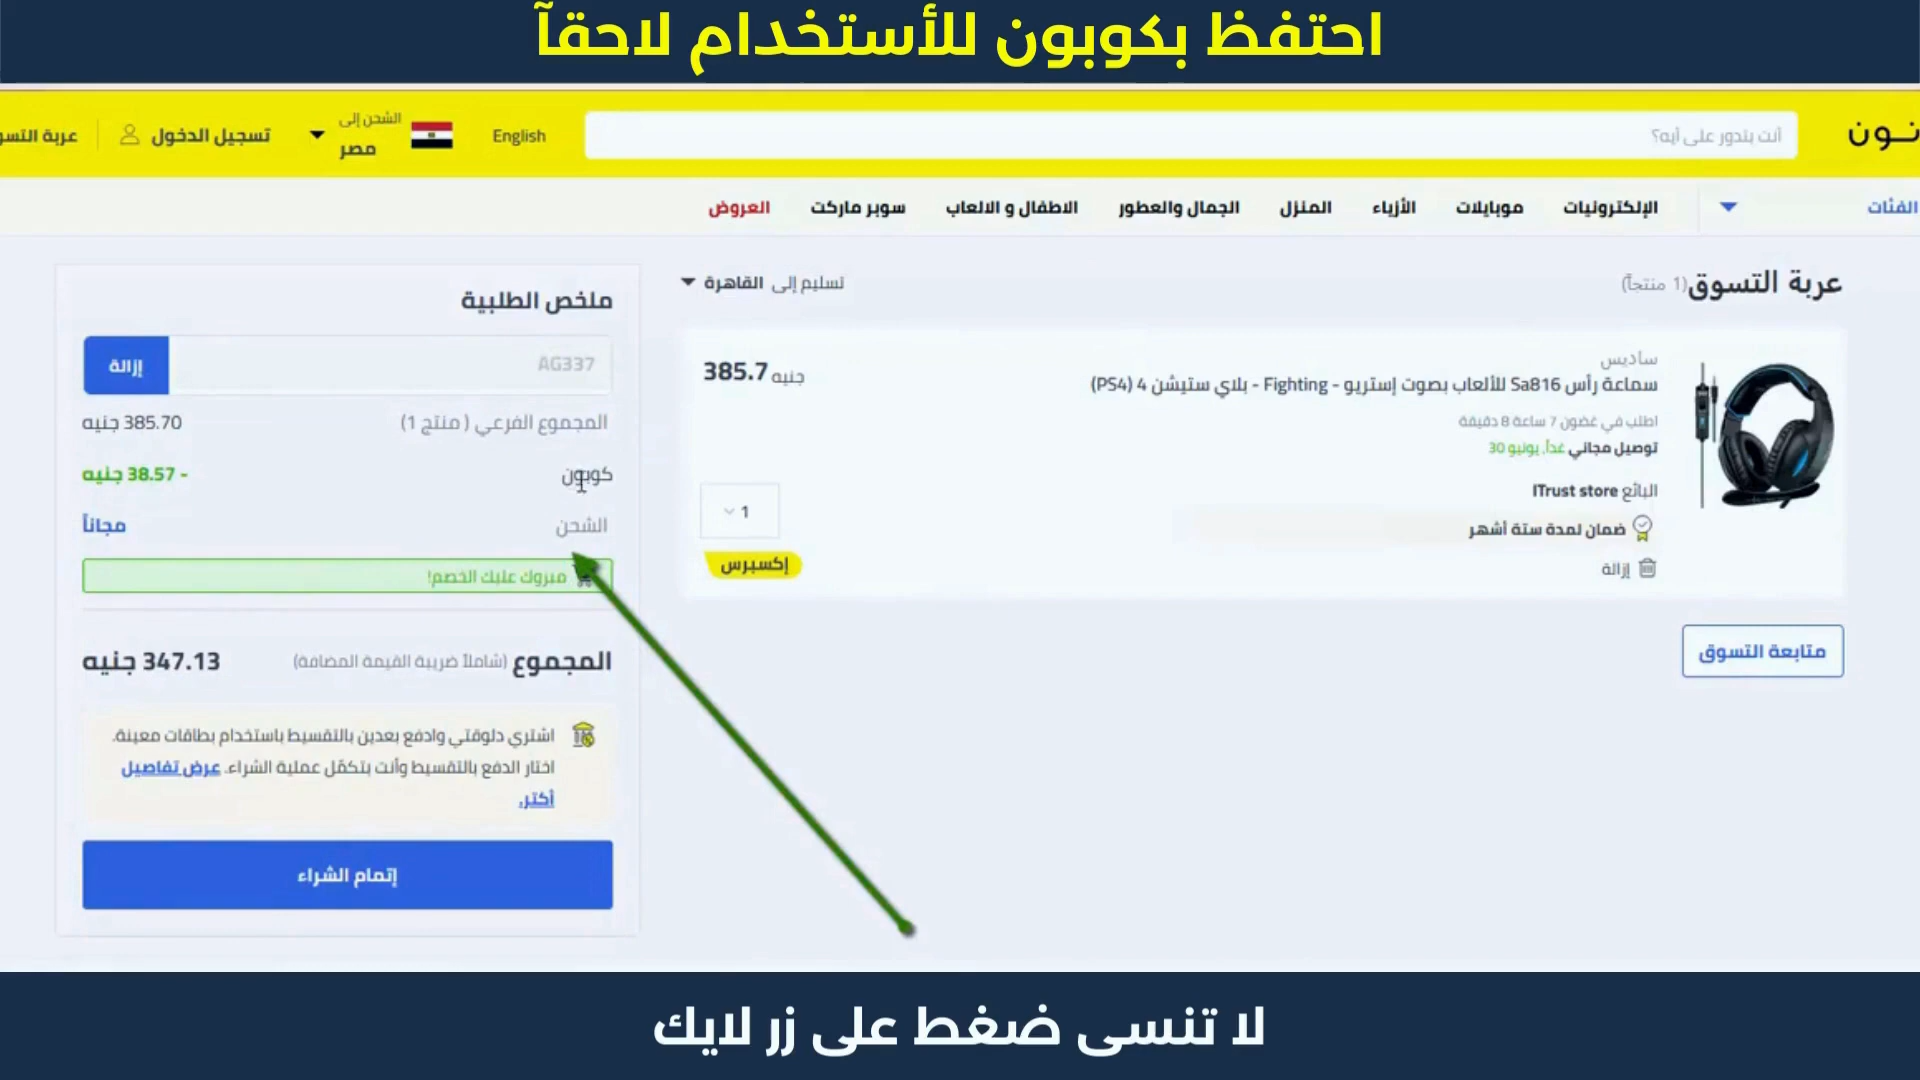 احتفظ بكوبون للأستخدام لاحقاً
نـون
أنت بتدور على أيه؟
English
الشحن إلى
مصر
تسجيل الدخول
عربة التسو
الفئات
الإلكترونيات
موبايلات
الأزياء
المنزل
الجمال والعطور
الاطفال و الالعاب
سوبر ماركت
العروض
عربة التسوق (1 منتجاً)
تسليم إلى القاهرة
ساديس
سماعة رأس Sa816 للألعاب بصوت إستريو - Fighting - بلاي ستيشن 4 (PS4)
اطلب في غضون 7 ساعة 8 دقيقة
توصيل مجاني غداً, يونيو 30
البائع ITrust store
ضمان لمدة ستة أشهر
إزالة
جنيه 385.7
1
إكسبرس
متابعة التسوق
ملخص الطلبية
AG337
إزالة
المجموع الفرعي ( منتج 1)
385.70 جنيه
كوبون
- 38.57 جنيه
الشحن
مجاناً
مبروك عليك الخصم!
المجموع (شاملاً ضريبة القيمة المضافة)
347.13 جنيه
اشتري دلوقتي وادفع بعدين بالتقسيط باستخدام بطاقات معينة.
اختار الدفع بالتقسيط وأنت بتكمّل عملية الشراء. عرض تفاصيل
أكتر.
إتمام الشراء
لا تنسى ضغط على زر لايك